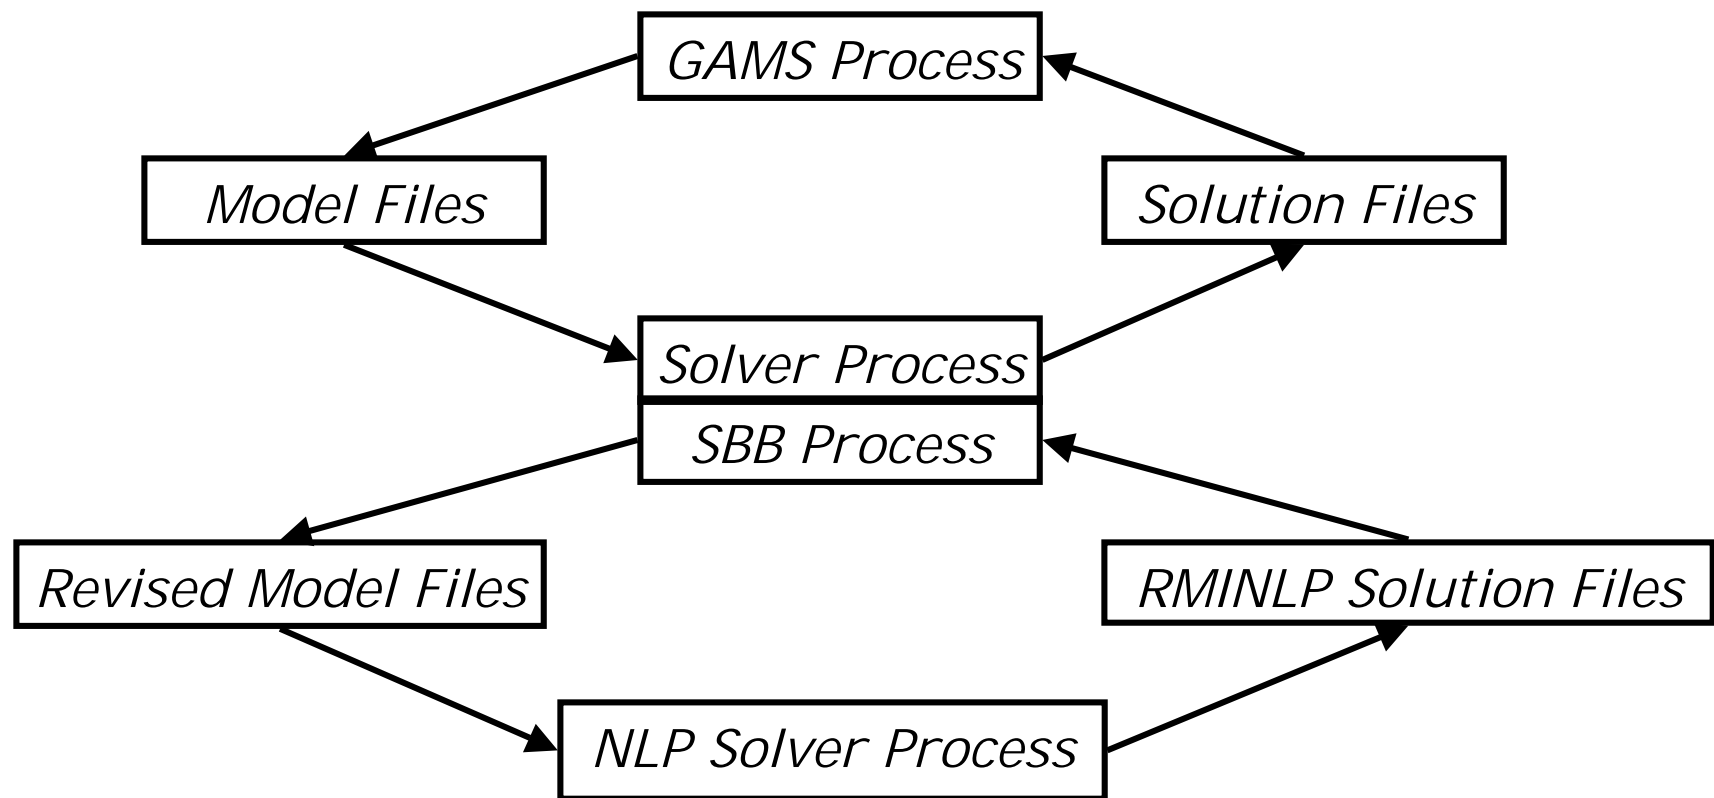 GAMS Process
Model Files
Solution Files
Solver Process
SBB Process
Revised Model Files
RMINLP Solution Files
NLP Solver Process